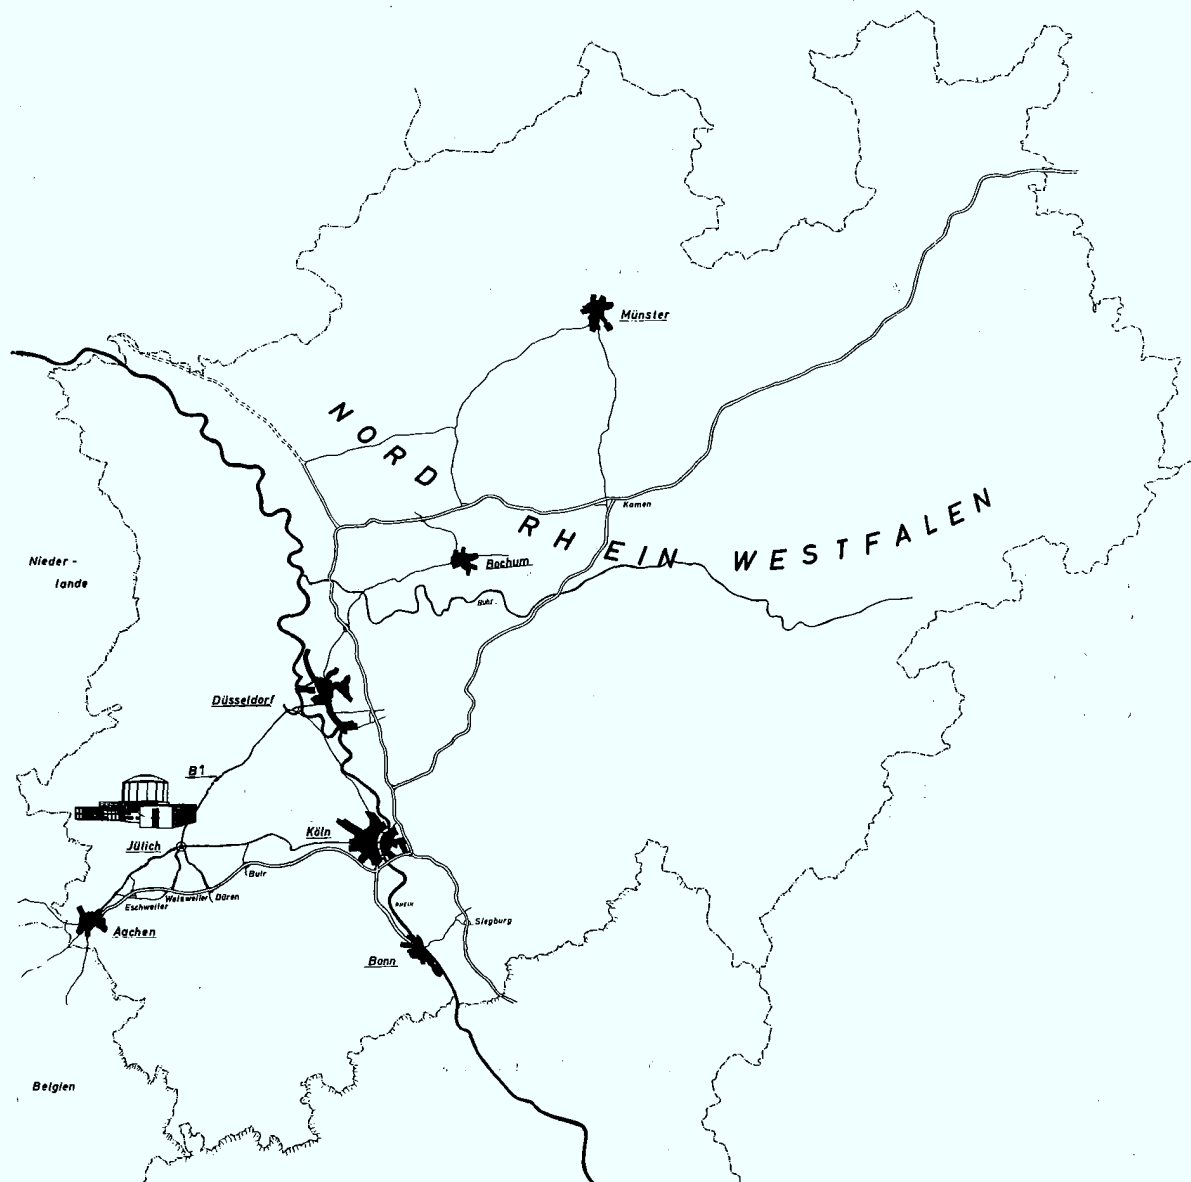 Münster
NORD
RHEIN WESTFALEN
Kamen
Nieder-
lande
Bochum
Ruhr.
Düsseldorf
B1
Köln
Jülich
Buir
Eschweiler
Weisweiler
Düren
RHEIN
Siegburg
Aachen
Bonn
Belgien